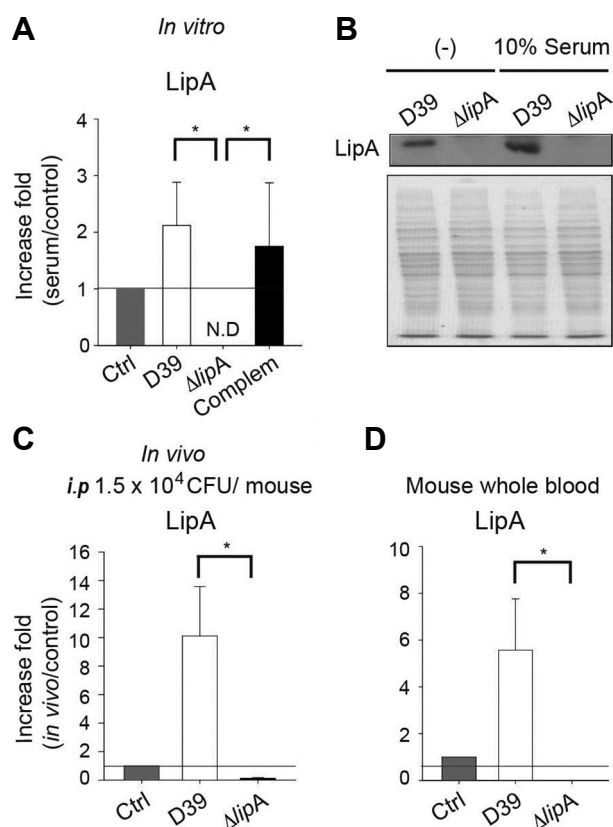 A
In vitro
LipA
Increase fold
(serum/control)
4
3
2
1
0
*
*
N.D
Ctrl
D39
ΔlipA
Complem
B
(-)
10% Serum
D39
ΔlipA
D39
ΔlipA
LipA
C
In vivo
i.p 1.5 x 10⁴ CFU/ mouse
LipA
Increase fold
(in vivo/control)
16
14
12
10
8
6
4
2
0
*
Ctrl
D39
ΔlipA
D
Mouse whole blood
LipA
10
8
6
4
2
0
*
Ctrl
D39
ΔlipA